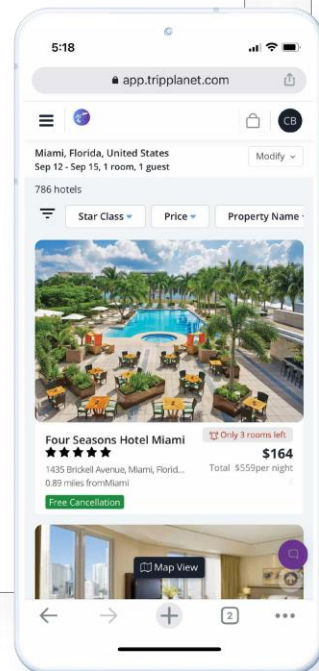 5:18
app.tripplanet.com
CB
Miami, Florida, United States
Sep 12 - Sep 15, 1 room, 1 guest
Modify
786 hotels
Star Class
Price
Property Name
Four Seasons Hotel Miami
Only 3 rooms left
$164
1435 Brickell Avenue, Miami, Florid...
Total $559per night
0.89 miles fromMiami
Free Cancellation
Map View
2